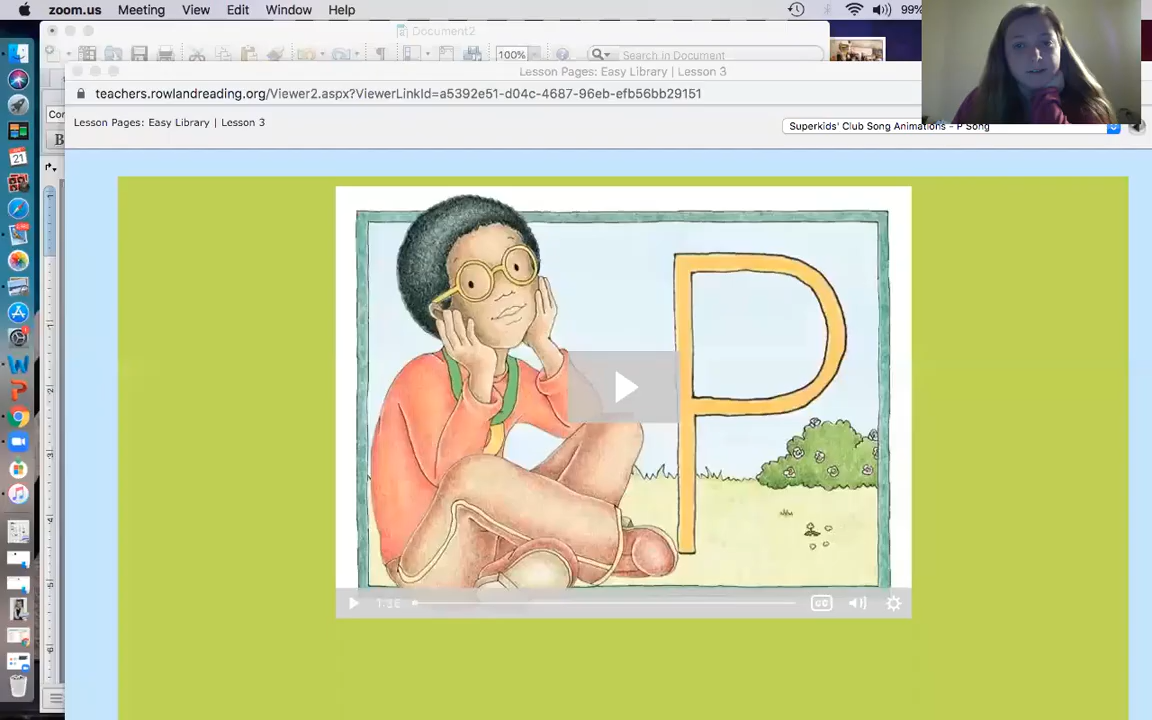 zoom.us Meeting View Edit Window Help 99%
Document2
100% Search in Document
Lesson Pages: Easy Library | Lesson 3
teachers.rowlandreading.org/Viewer2.aspx?ViewerLinkId=a5392e51-d04c-4687-96eb-efb56bb29151
Lesson Pages: Easy Library | Lesson 3
Superkids' Club Song Animations - P Song
B
P
CC